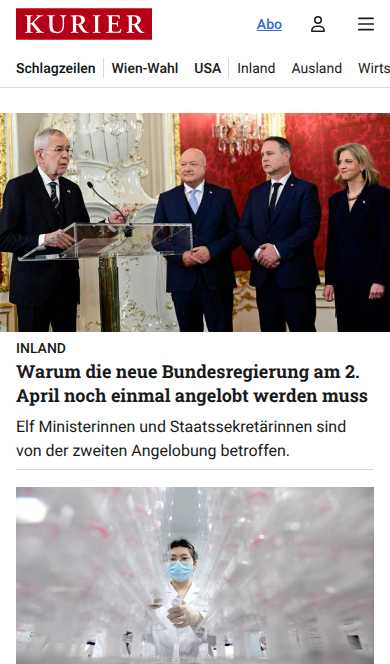 KURIER
Abo
Schlagzeilen Wien-Wahl USA Inland Ausland Wirts
INLAND
Warum die neue Bundesregierung am 2.
April noch einmal angelobt werden muss
Elf Ministerinnen und Staatssekretärinnen sind
von der zweiten Angelobung betroffen.